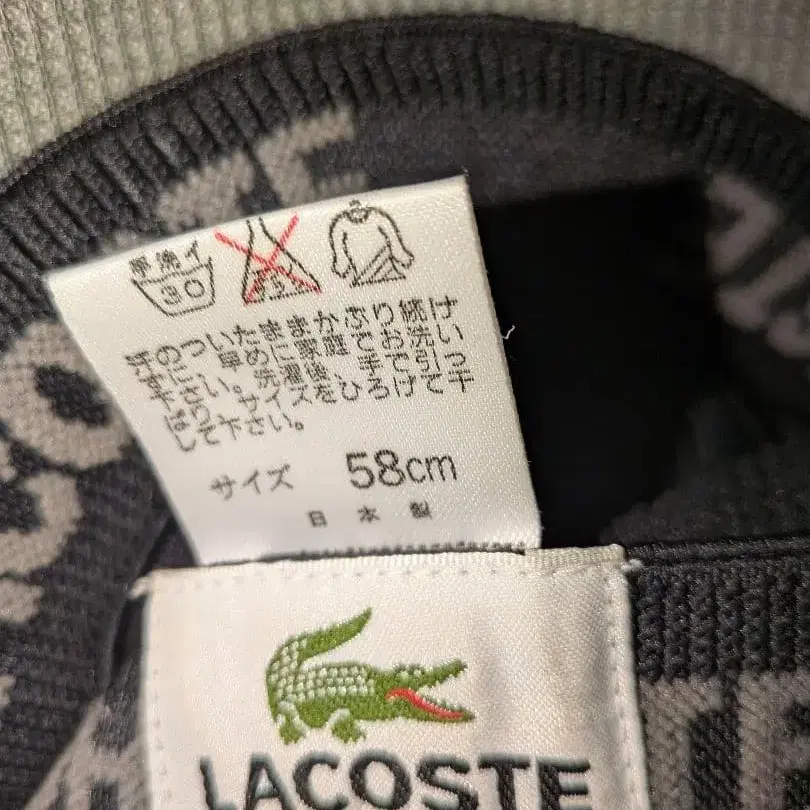 手洗イ
30
汗のついたままかぶり続け
ずに、早めに家庭でお洗い
下さい。洗濯後、手で引っ
ぱり、サイズをひろげて干
して下さい。
サイズ 58cm
日本製
LACOSTE